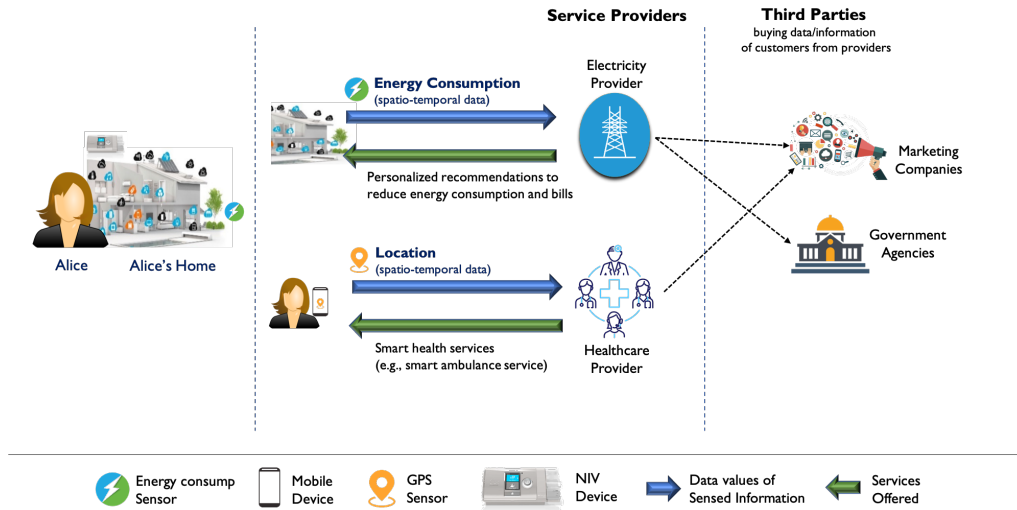 Service Providers
Third Parties
buying data/information
of customers from providers
Energy Consumption
(spatio-temporal data)
Electricity
Provider
Personalized recommendations to
reduce energy consumption and bills
Marketing
Companies
Alice
Alice's Home
Location
(spatio-temporal data)
Government
Agencies
Smart health services
(e.g., smart ambulance service)
Healthcare
Provider
Energy consump
Sensor
Mobile
Device
GPS
Sensor
NIV
Device
Data values of
Sensed Information
Services
Offered